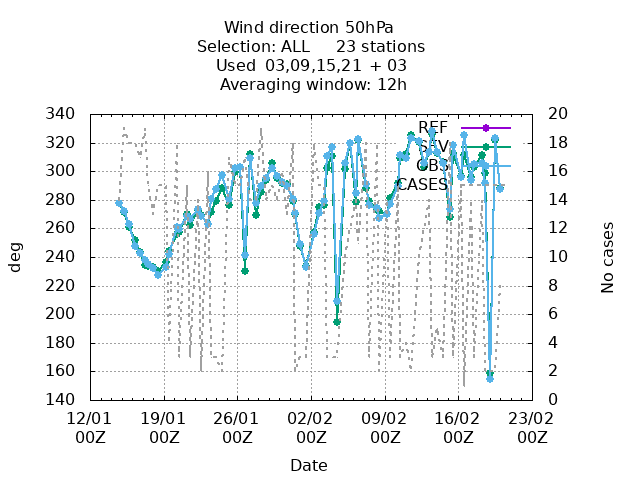 Wind direction 50hPa
Selection: ALL 23 stations
Used 03,09,15,21 + 03
Averaging window: 12h
340 320 300 280 260 240 220 200 180 160 140
deg
20 18 16 14 12 10 8 6 4 2 0
No cases
REF
SEV
OBS
CASES
12/01 19/01 26/01 02/02 09/02 16/02 23/02
00Z 00Z 00Z 00Z 00Z 00Z 00Z
Date